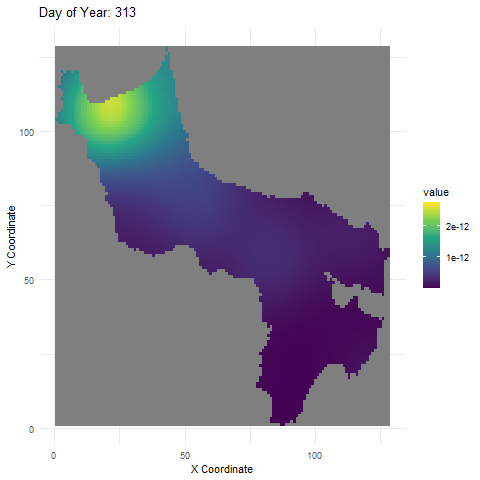 Day of Year: 313
Y Coordinate
100
50
0
0
50
100
X Coordinate
value
2e-12
1e-12